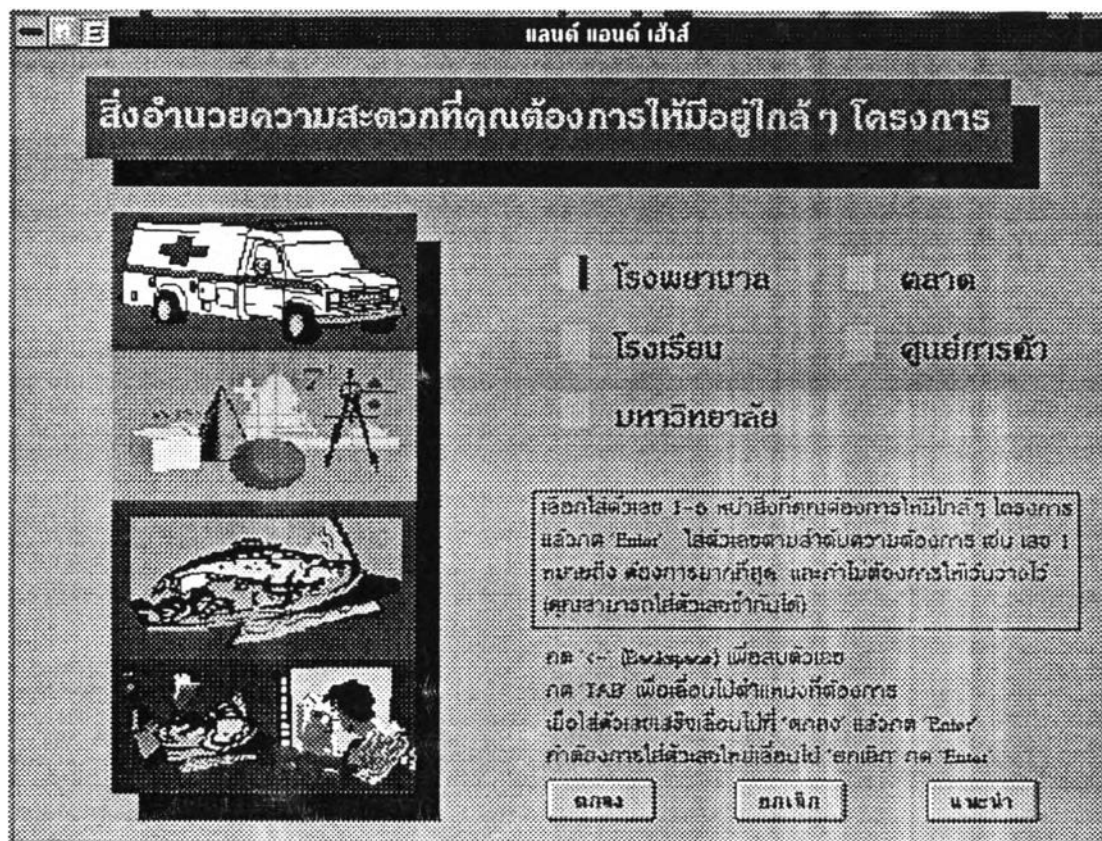 แลนด์ แอนด์ เฮ้าส์
สิ่งอำนวยความสะดวกที่คุณต้องการให้มีอยู่ใกล้ ๆ โครงการ
โรงพยาบาล
ตลาด
โรงเรียน
ศูนย์การค้า
มหาวิทยาลัย
เลือกใส่ตัวเลข 1-6 หน้าสิ่งที่คุณต้องการให้มีใกล้ ๆ โครงการ
แล้วกด 'Enter' ใส่ตัวเลขตามลำดับความต้องการ เช่น เลข 1
หมายถึง ต้องการมากที่สุด และถ้าไม่ต้องการให้เว้นว่างไว้
(คุณสามารถใส่ตัวเลขซ้ำกันได้)
กด '<-' (Backspace) เพื่อลบตัวเลข
กด 'TAB' เพื่อเลื่อนไปตำแหน่งที่ต้องการ
เมื่อใส่ตัวเลขเสร็จเลื่อนไปที่ 'ตกลง' แล้วกด 'Enter'
ถ้าต้องการใส่ตัวเลขใหม่เลื่อนไป 'ยกเลิก' กด 'Enter'
ตกลง
ยกเลิก
แนะนำ